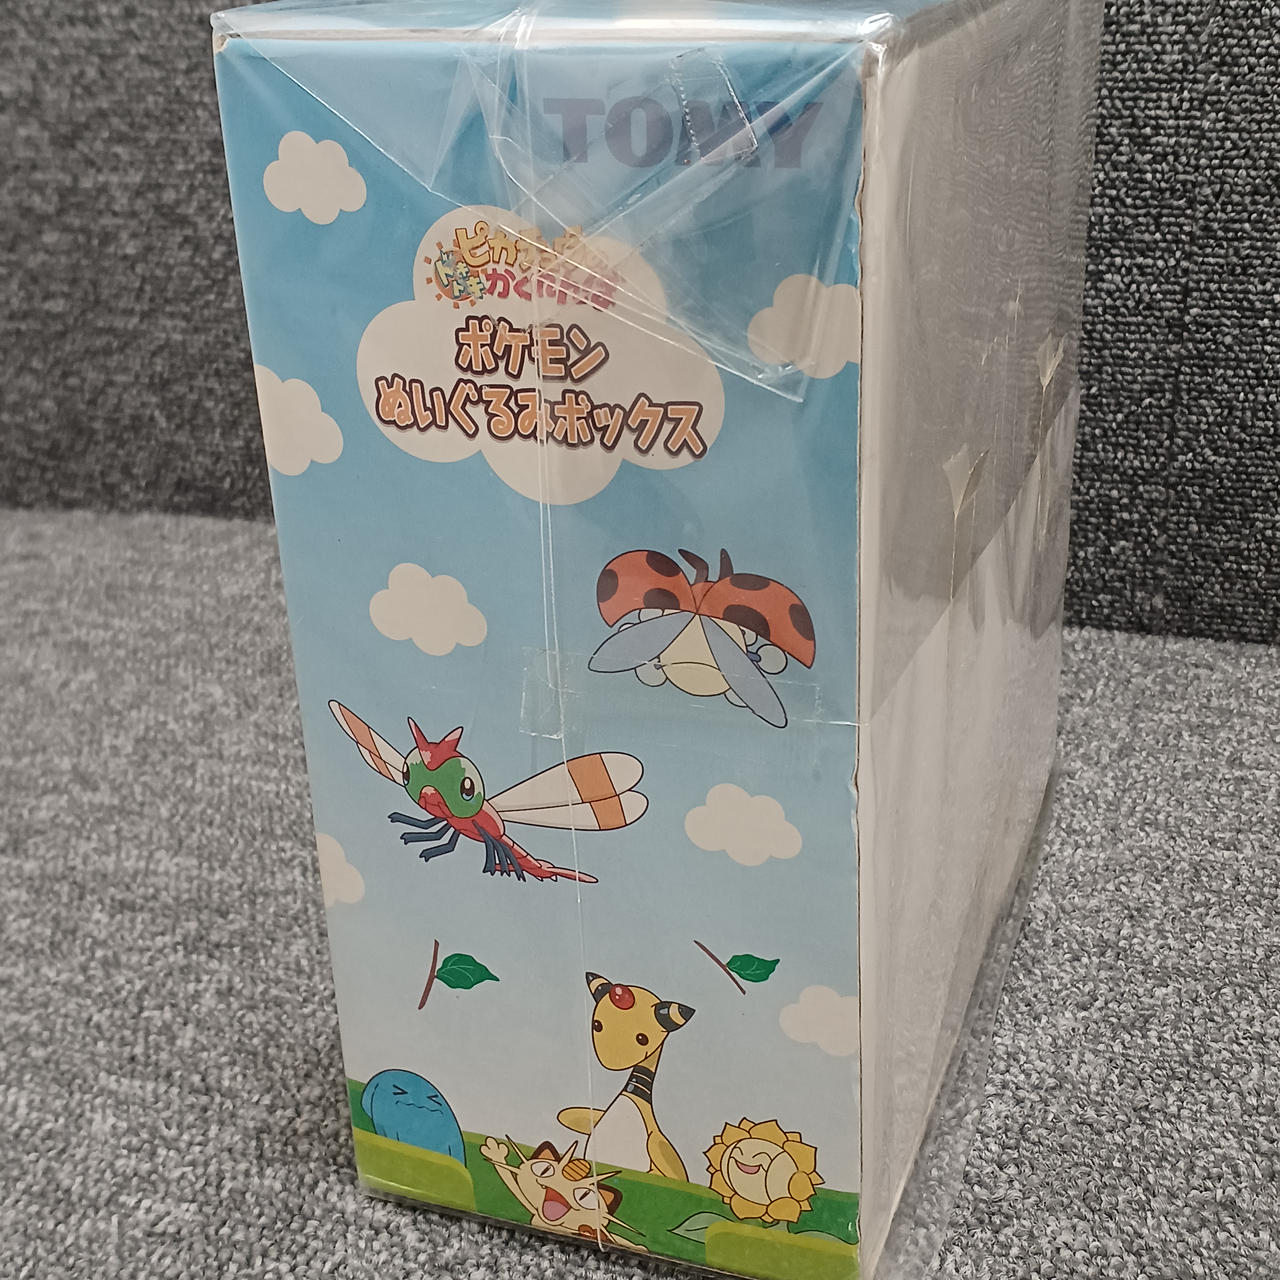 TOMY
ピカチュウの
ドキドキ
かくれんぼ
ポケモン
ぬいぐるみボックス